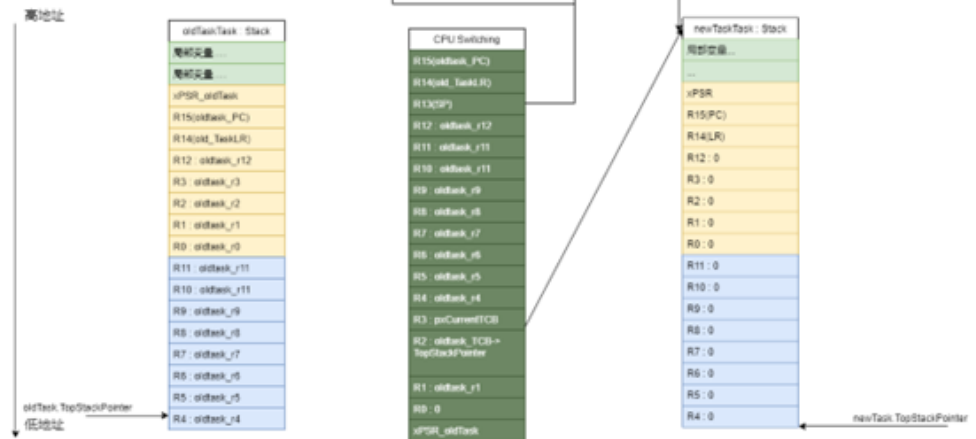 高地址
oldTaskTask : Stack
局部变量....
局部变量....
xPSR_oldTask
R15(oldtask_PC)
R14(old_TaskLR)
R12 : oldtask_r12
R3 : oldtask_r3
R2 : oldtask_r2
R1 : oldtask_r1
R0 : oldtask_r0
R11 : oldtask_r11
R10 : oldtask_r11
R9 : oldtask_r9
R8 : oldtask_r8
R7 : oldtask_r7
R6 : oldtask_r6
R5 : oldtask_r5
R4 : oldtask_r4
oldTask.TopStackPointer
低地址
CPU Switching
R15(oldtask_PC)
R14(old_TaskLR)
R13(SP)
R12 : oldtask_r12
R11 : oldtask_r11
R10 : oldtask_r11
R9 : oldtask_r9
R8 : oldtask_r8
R7 : oldtask_r7
R6 : oldtask_r6
R5 : oldtask_r5
R4 : oldtask_r4
R3 : pxCurrentTCB
R2 : oldtask_TCB->
TopStackPointer
R1 : oldtask_r1
R0 : 0
xPSR_oldTask
newTaskTask : Stack
局部变量...
...
xPSR
R15(PC)
R14(LR)
R12 : 0
R3 : 0
R2 : 0
R1 : 0
R0 : 0
R11 : 0
R10 : 0
R9 : 0
R8 : 0
R7 : 0
R6 : 0
R5 : 0
R4 : 0
newTask.TopStackPointer